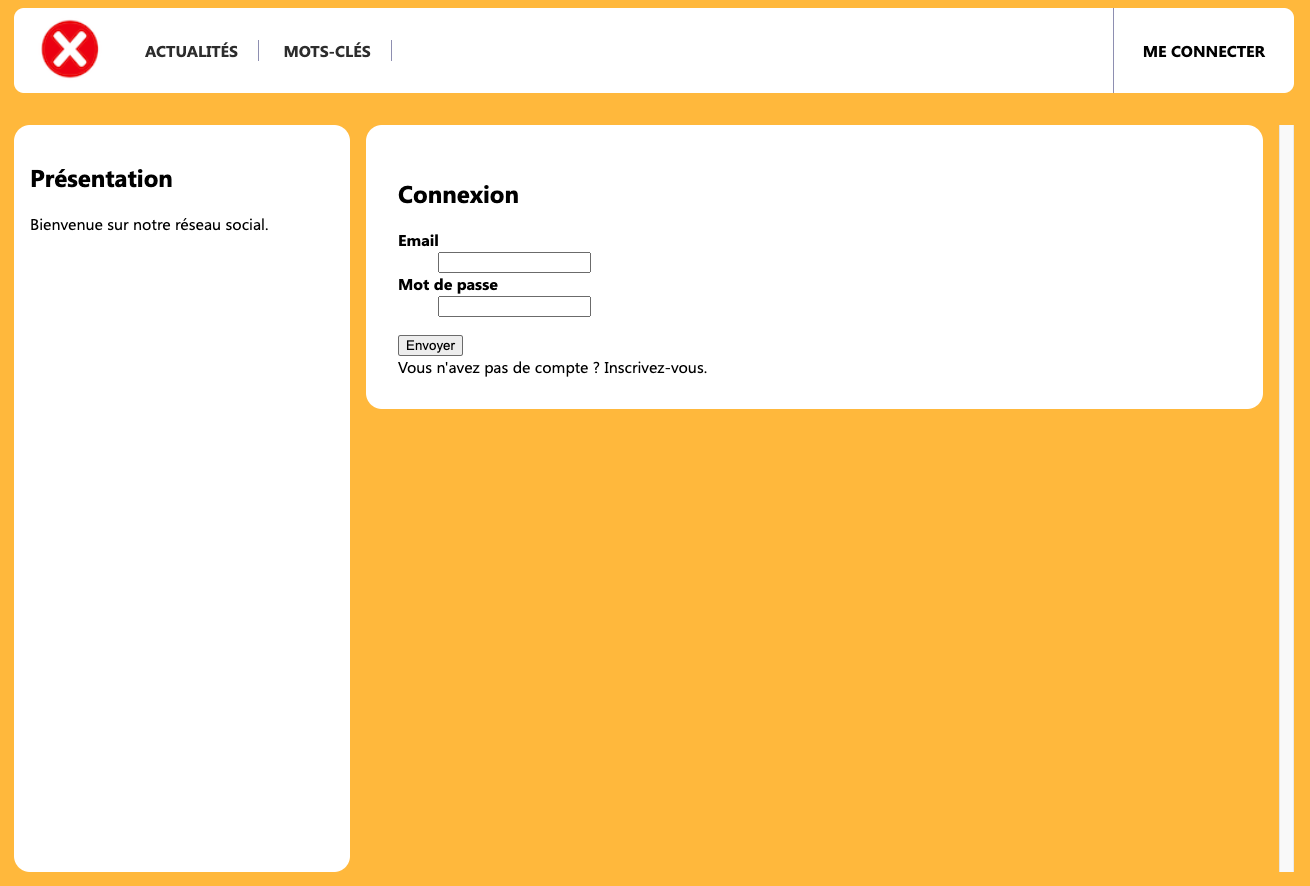 ACTUALITÉS
MOTS-CLÉS
ME CONNECTER
Présentation
Bienvenue sur notre réseau social.
Connexion
Email
Mot de passe
Envoyer
Vous n'avez pas de compte ? Inscrivez-vous.